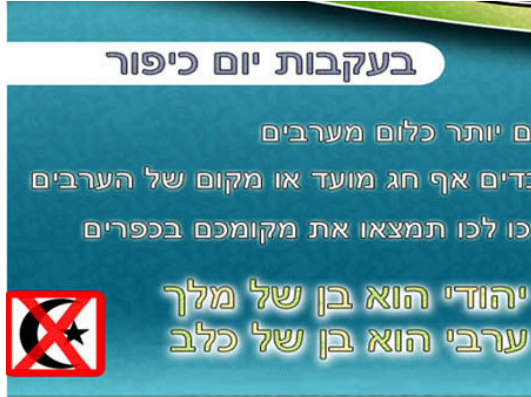 בעקבות יום כיפור
יותר כלום מערבים
אף חג מועד או מקום של הערבים
לכו תמצאו את מקומכם בכפרים
יהודי הוא בן של מלך
ערבי הוא בן של כלב